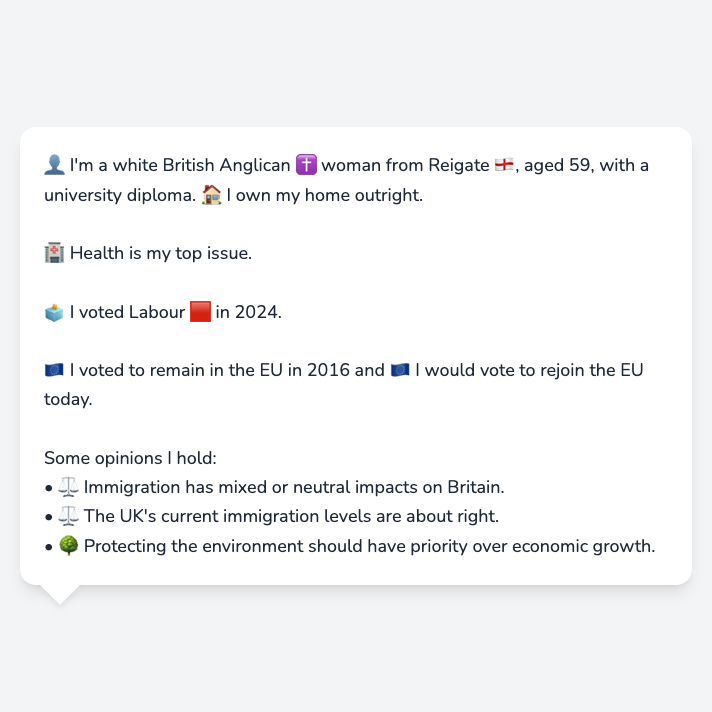 👤 I'm a white British Anglican ✝️ woman from Reigate 🏴󠁧󠁢󠁥󠁮󠁧󠁿, aged 59, with a
university diploma. 🏠 I own my home outright.
🏥 Health is my top issue.
🗳️ I voted Labour 🟥 in 2024.
🇪🇺 I voted to remain in the EU in 2016 and 🇪🇺 I would vote to rejoin the EU
today.
Some opinions I hold:
• ⚖️ Immigration has mixed or neutral impacts on Britain.
• ⚖️ The UK's current immigration levels are about right.
• 🌳 Protecting the environment should have priority over economic growth.